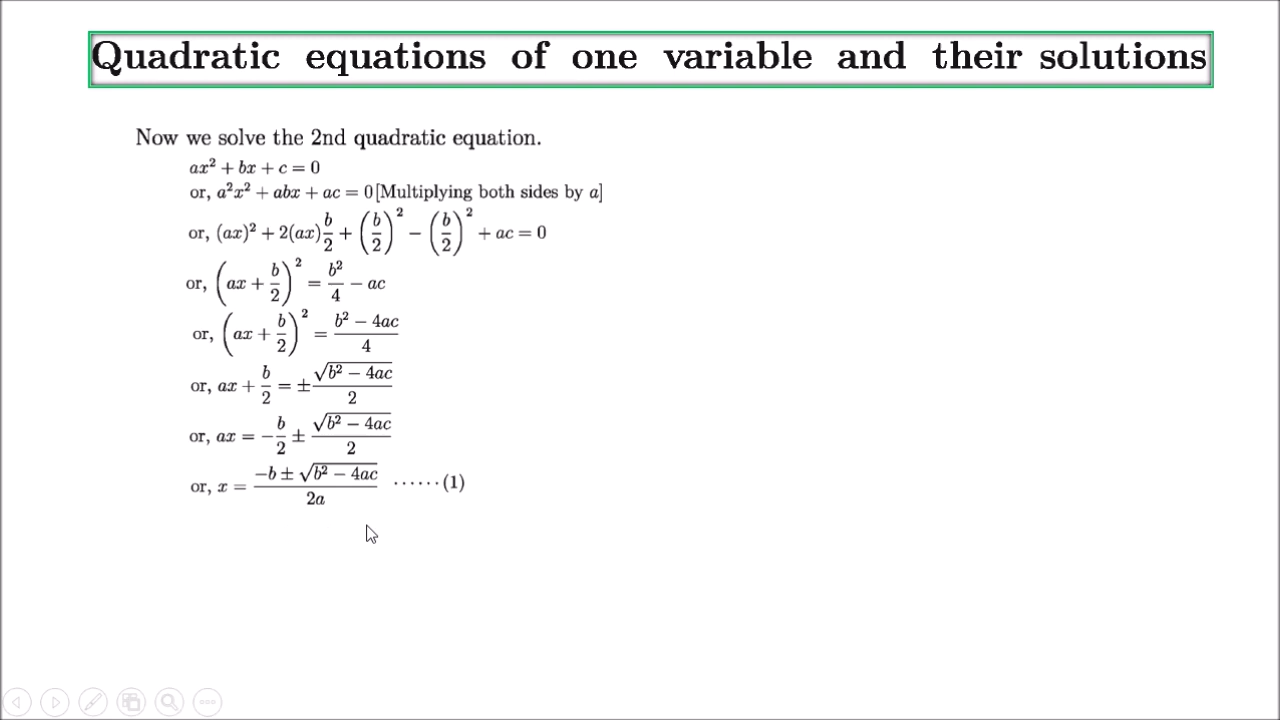 Quadratic equations of one variable and their solutions
Now we solve the 2nd quadratic equation.
ax² + bx + c = 0
or, a²x² + abx + ac = 0 [Multiplying both sides by a]
or, (ax)² + 2(ax)b/2 + (b/2)² − (b/2)² + ac = 0
or, (ax + b/2)² = b²/4 − ac
or, (ax + b/2)² = (b² − 4ac)/4
or, ax + b/2 = ±√(b² − 4ac)/2
or, ax = −b/2 ± √(b² − 4ac)/2
or, x = (−b ± √(b² − 4ac))/2a ⋯⋯(1)